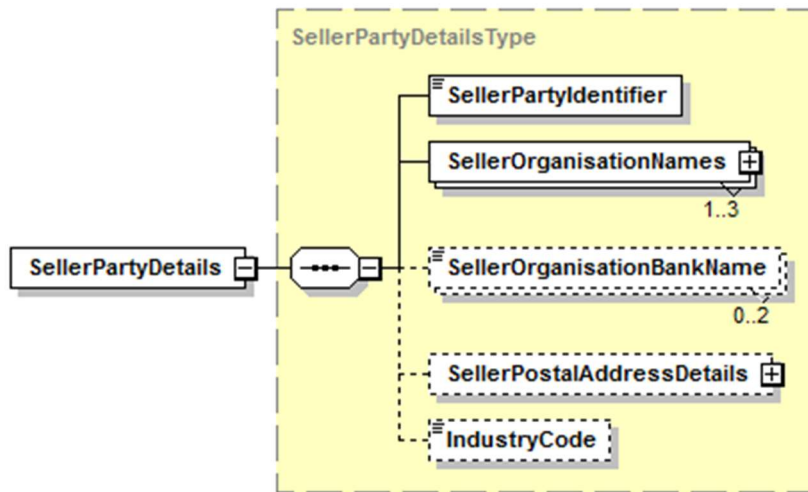 SellerPartyDetailsType
SellerPartyIdentifier
SellerOrganisationNames
1..3
SellerPartyDetails
SellerOrganisationBankName
0..2
SellerPostalAddressDetails
IndustryCode